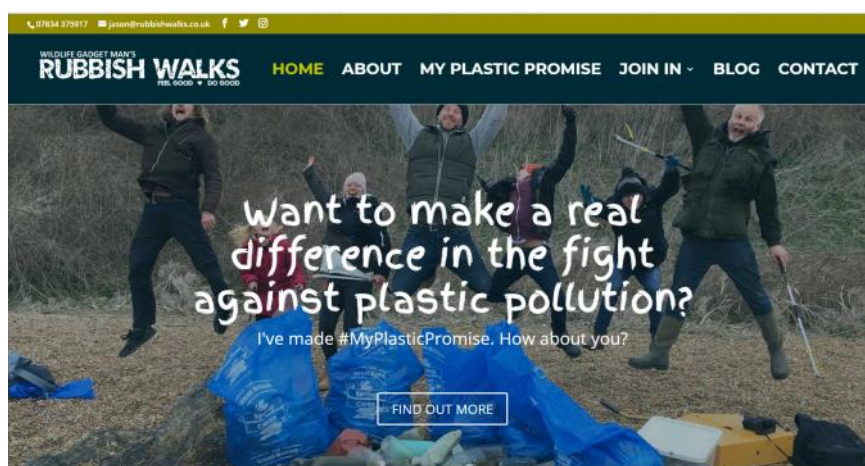 07834 375917 jason@rubbishwalks.co.uk
WILDLIFE GADGET MAN'S
RUBBISH WALKS
FEEL GOOD ♥ DO GOOD
HOME ABOUT MY PLASTIC PROMISE JOIN IN BLOG CONTACT
Want to make a real
difference in the fight
against plastic pollution?
I've made #MyPlasticPromise. How about you?
FIND OUT MORE